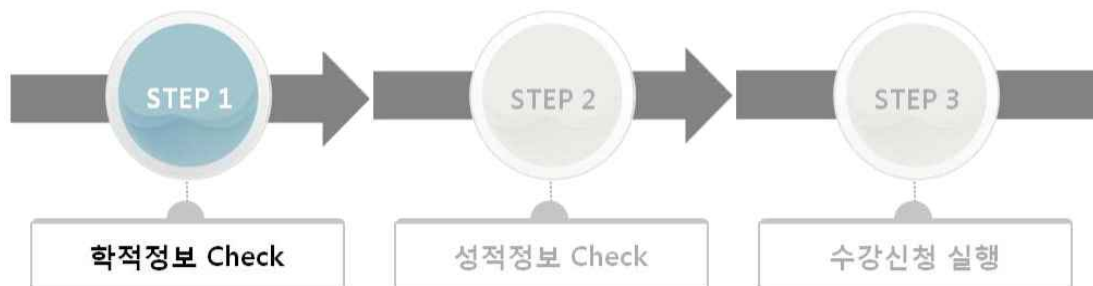 STEP 1
STEP 2
STEP 3
학적정보 Check
성적정보 Check
수강신청 실행